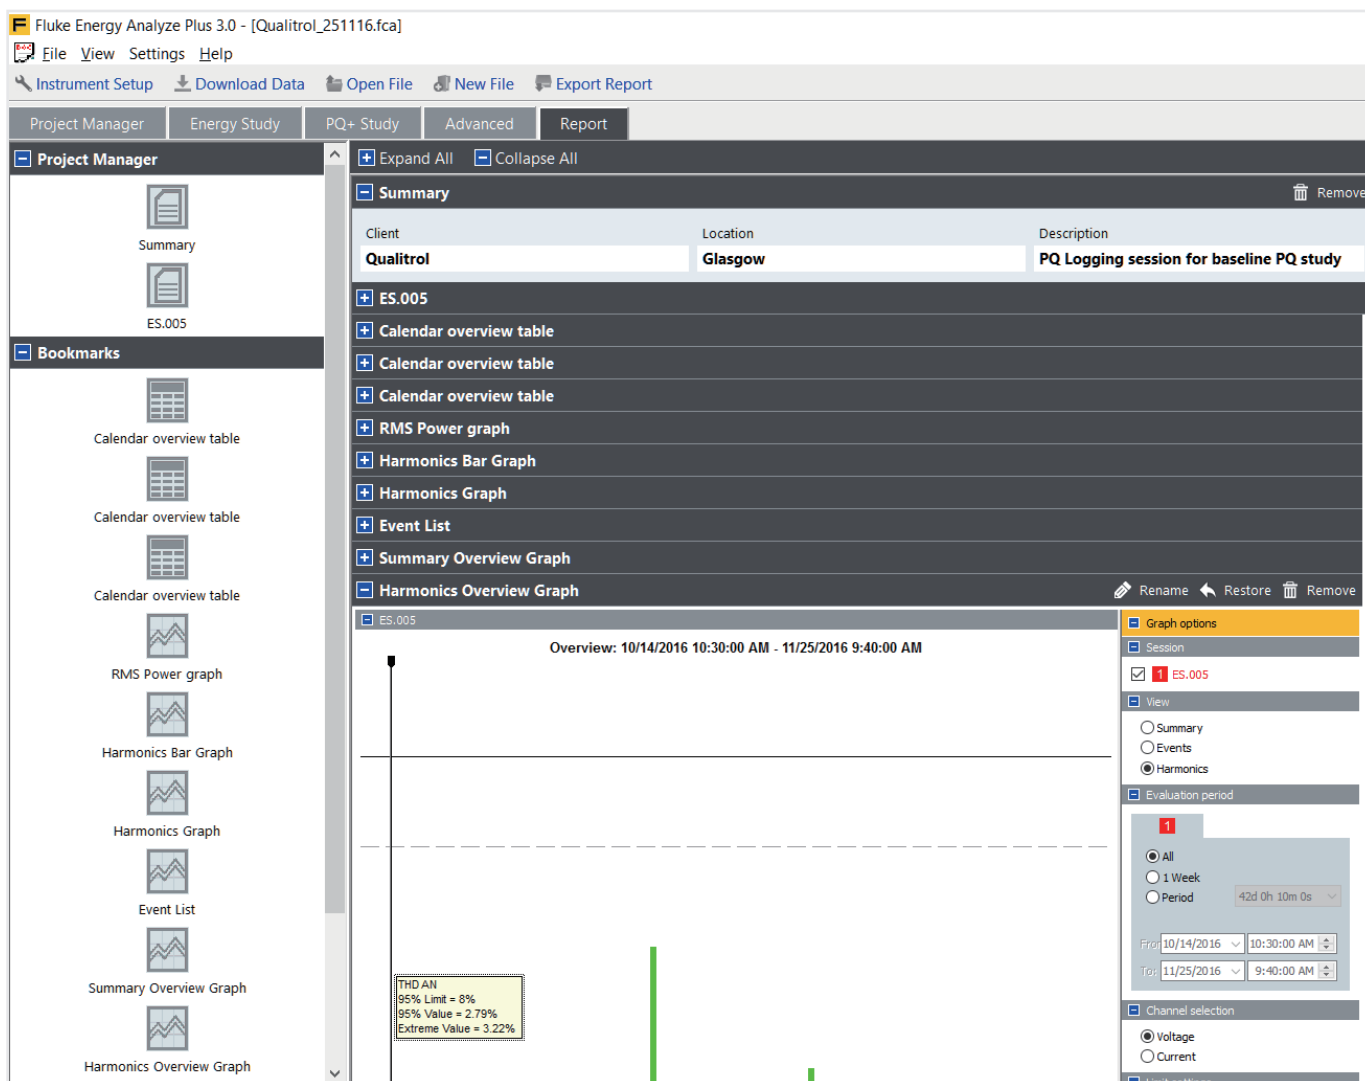 Fluke Energy Analyze Plus 3.0 - [Qualitrol_251116.fca]
File View Settings Help
Instrument Setup Download Data Open File New File Export Report
Project Manager Energy Study PQ+ Study Advanced Report
Project Manager
Summary
ES.005
Bookmarks
Calendar overview table
Calendar overview table
Calendar overview table
RMS Power graph
Harmonics Bar Graph
Harmonics Graph
Event List
Summary Overview Graph
Harmonics Overview Graph
Expand All Collapse All
Summary Remove
Client Location Description
Qualitrol Glasgow PQ Logging session for baseline PQ study
ES.005
Calendar overview table
Calendar overview table
Calendar overview table
RMS Power graph
Harmonics Bar Graph
Harmonics Graph
Event List
Summary Overview Graph
Harmonics Overview Graph Rename Restore Remove
ES.005
Overview: 10/14/2016 10:30:00 AM - 11/25/2016 9:40:00 AM
THD AN
95% Limit = 8%
95% Value = 2.79%
Extreme Value = 3.22%
Graph options
Session
1 ES.005
View
Summary
Events
Harmonics
Evaluation period
1
All
1 Week
Period 42d 0h 10m 0s
10/14/2016 10:30:00 AM
To: 11/25/2016 9:40:00 AM
Channel selection
Voltage
Current